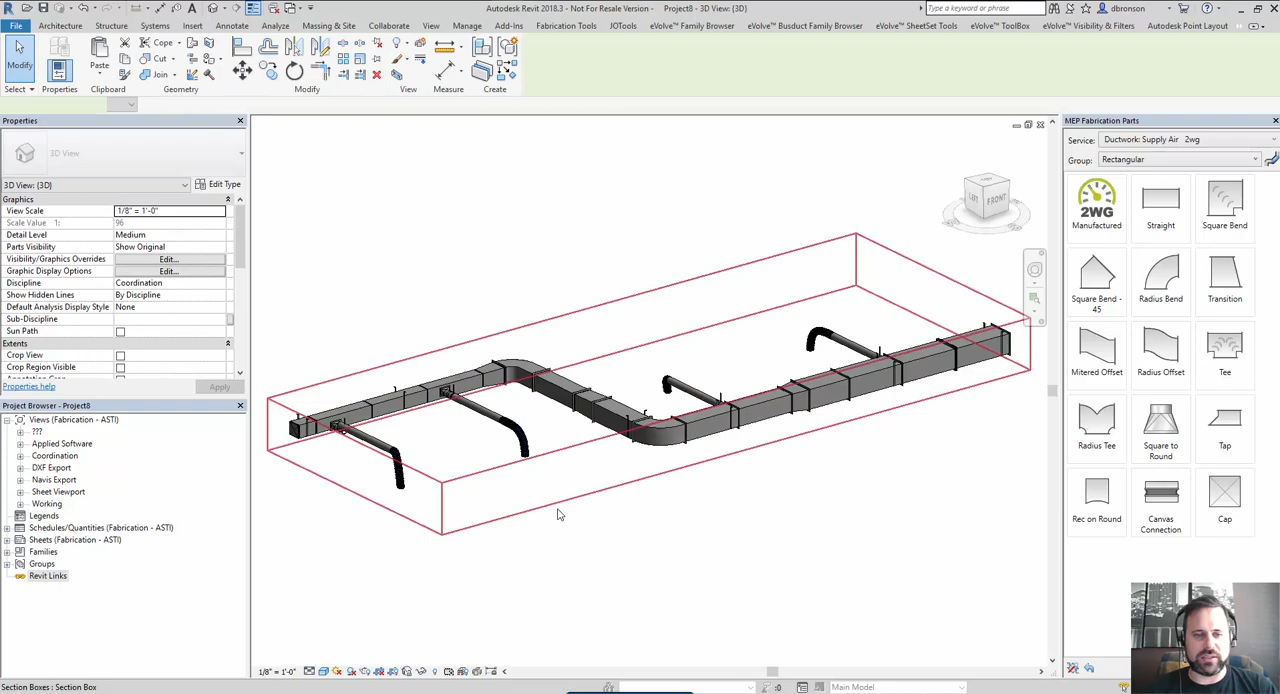 Autodesk Revit 2018.3 - Not For Resale Version - Project8 - 3D View: {3D}
Type a keyword or phrase
dbronson
File Architecture Structure Systems Insert Annotate Analyze Massing & Site Collaborate View Manage Add-Ins Fabrication Tools JOTools eVolve™ Family Browser eVolve™ Busduct Family Browser eVolve™ SheetSet Tools eVolve™ ToolBox eVolve™ Visibility & Filters Autodesk Point Layout
Modify
Paste
Cope
Cut
Join
Select Properties Clipboard Geometry Modify View Measure Create
Properties
3D View
3D View: {3D} Edit Type
Graphics
View Scale 1/8" = 1'-0"
Scale Value 1: 96
Detail Level Medium
Parts Visibility Show Original
Visibility/Graphics Overrides Edit...
Graphic Display Options Edit...
Discipline Coordination
Show Hidden Lines By Discipline
Default Analysis Display Style None
Sub-Discipline
Sun Path
Extents
Crop View
Crop Region Visible
Properties help Apply
Project Browser - Project8
Views (Fabrication - ASTI)
???
Applied Software
Coordination
DXF Export
Navis Export
Sheet Viewport
Working
Legends
Schedules/Quantities (Fabrication - ASTI)
Sheets (Fabrication - ASTI)
Families
Groups
Revit Links
LEFT FRONT
MEP Fabrication Parts
Service: Ductwork: Supply Air 2wg
Group: Rectangular
2WG
Manufactured Straight Square Bend
Square Bend - 45 Radius Bend Transition
Mitered Offset Radius Offset Tee
Radius Tee Square to Round Tap
Rec on Round Canvas Connection Cap
1/8" = 1'-0"
Section Boxes : Section Box
:0
Main Model